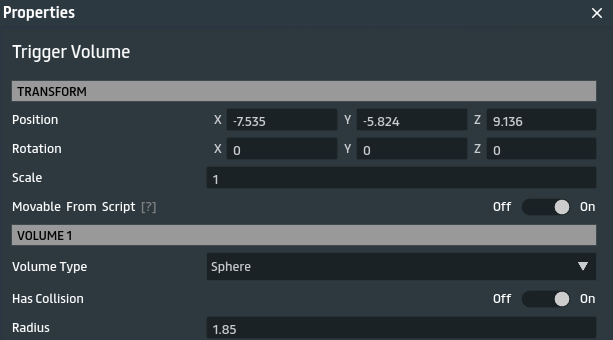 Properties
Trigger Volume
TRANSFORM
Position X -7.535 Y -5.824 Z 9.136
Rotation X 0 Y 0 Z 0
Scale 1
Movable From Script [?] Off On
VOLUME 1
Volume Type Sphere
Has Collision Off On
Radius 1.85